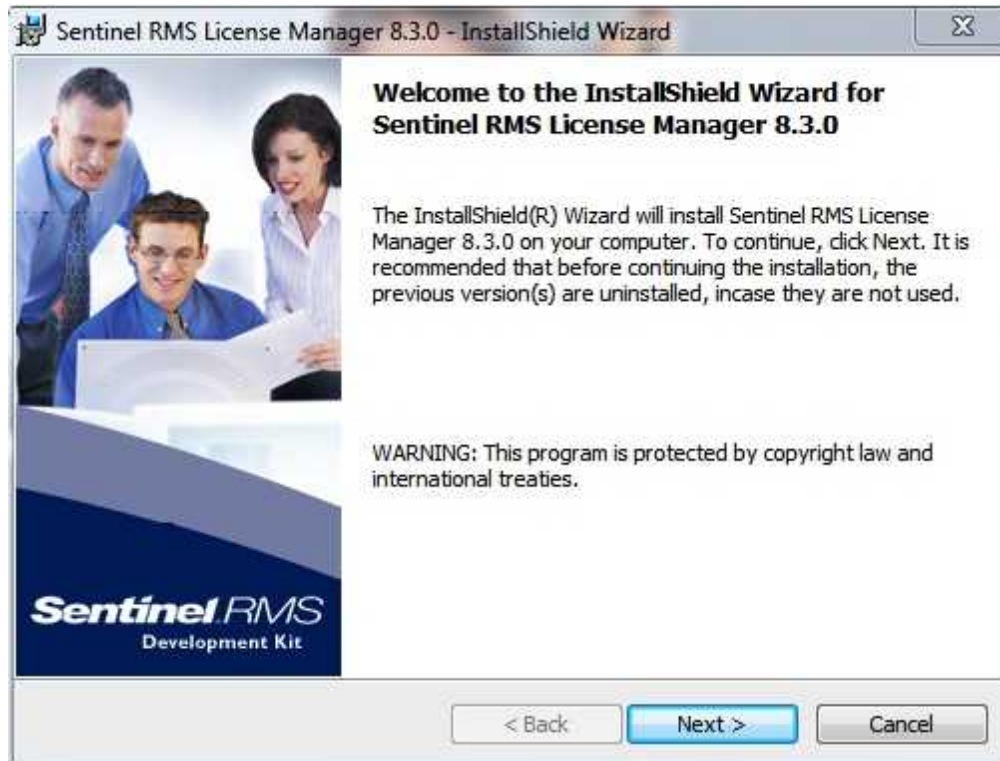 Sentinel RMS License Manager 8.3.0 - InstallShield Wizard
Welcome to the InstallShield Wizard for
Sentinel RMS License Manager 8.3.0
The InstallShield(R) Wizard will install Sentinel RMS License
Manager 8.3.0 on your computer. To continue, click Next. It is
recommended that before continuing the installation, the
previous version(s) are uninstalled, incase they are not used.
WARNING: This program is protected by copyright law and
international treaties.
Sentinel RMS
Development Kit
< Back
Next >
Cancel